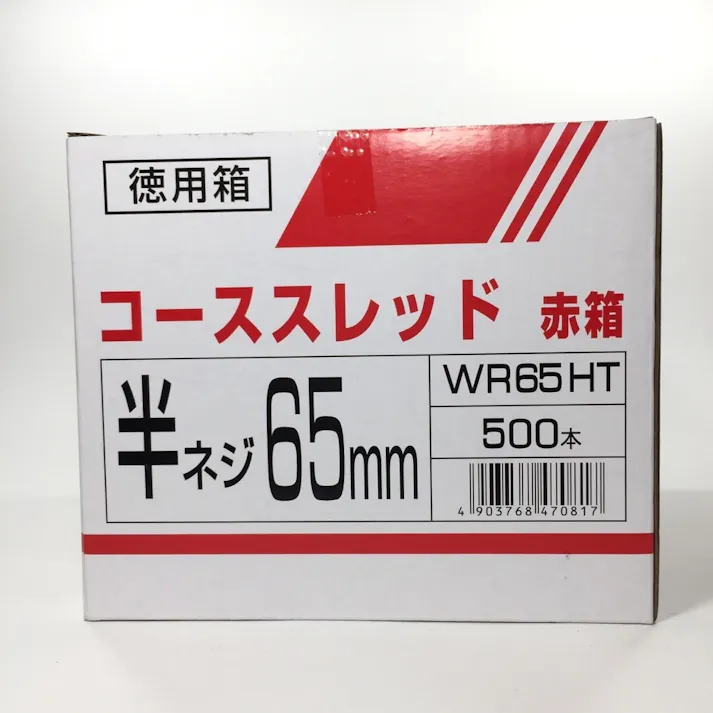 徳用箱
コーススレッド 赤箱
半ネジ 65mm
WR65HT
500本
4 903768 470817